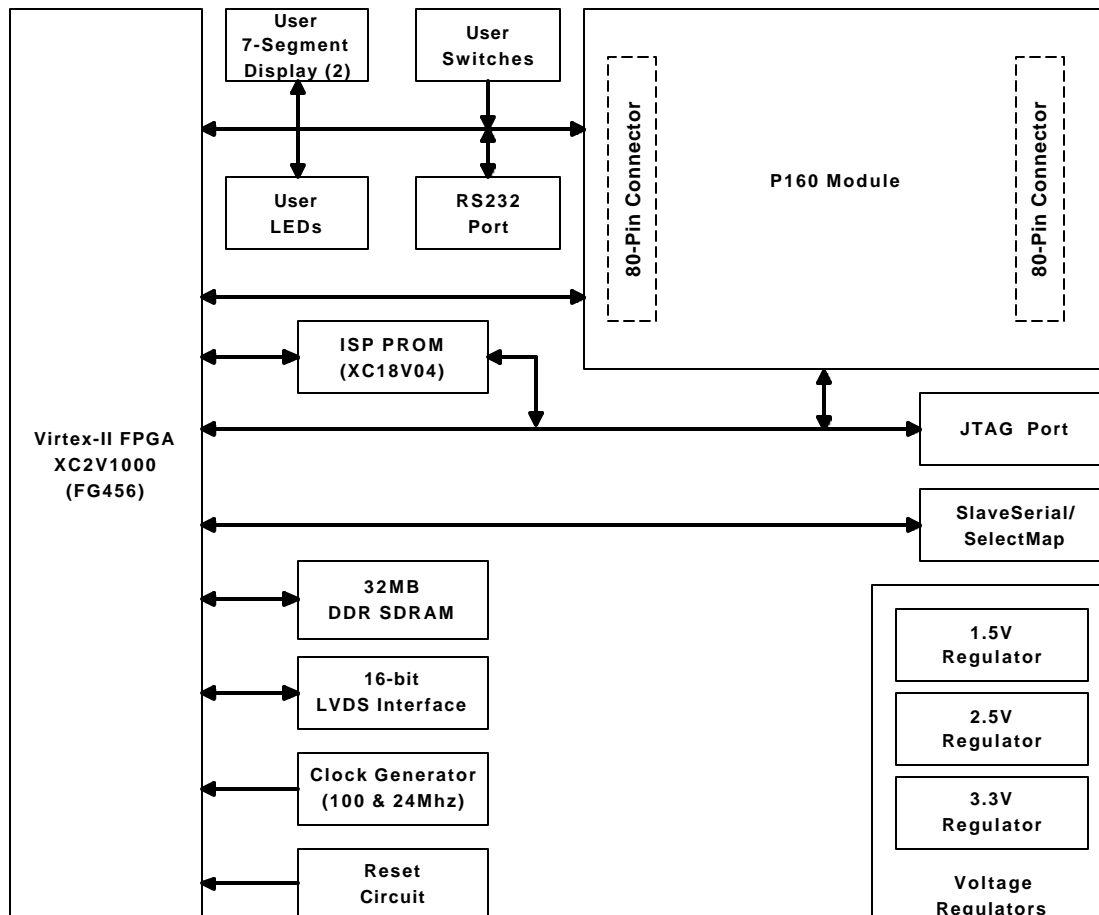 User
7-Segment
Display (2)
User
Switches
80-Pin Connector
P160 Module
80-Pin Connector
User
LEDs
RS232
Port
ISP PROM
(XC18V04)
Virtex-II FPGA
XC2V1000
(FG456)
JTAG Port
SlaveSerial/
SelectMap
32MB
DDR SDRAM
16-bit
LVDS Interface
Clock Generator
(100 & 24Mhz)
Reset
Circuit
1.5V
Regulator
2.5V
Regulator
3.3V
Regulator
Voltage
Regulators